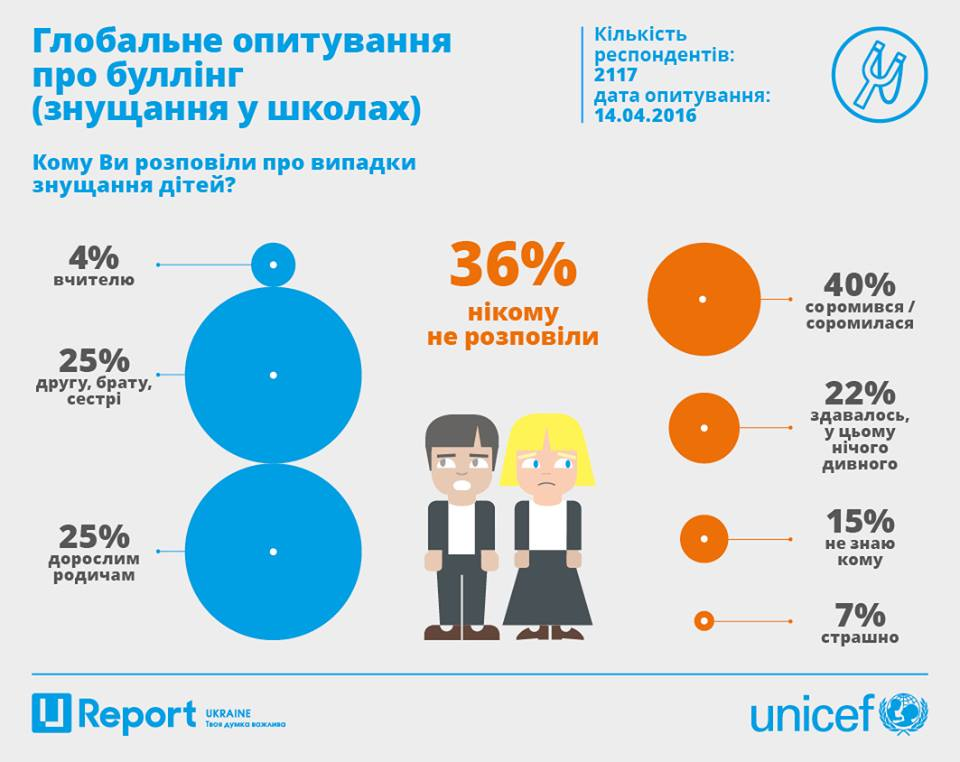 Глобальне опитування
про буллінг
(знущання у школах)
Кількість
респондентів:
2117
дата опитування:
14.04.2016
Кому Ви розповіли про випадки
знущання дітей?
4%
вчителю
25%
другу, брату,
сестрі
25%
дорослим
родичам
36%
нікому
не розповіли
40%
соромився /
соромилася
22%
здавалось,
у цьому
нічого
дивного
15%
не знаю
кому
7%
страшно
U Report
UKRAINE
Твоя думка важлива
unicef